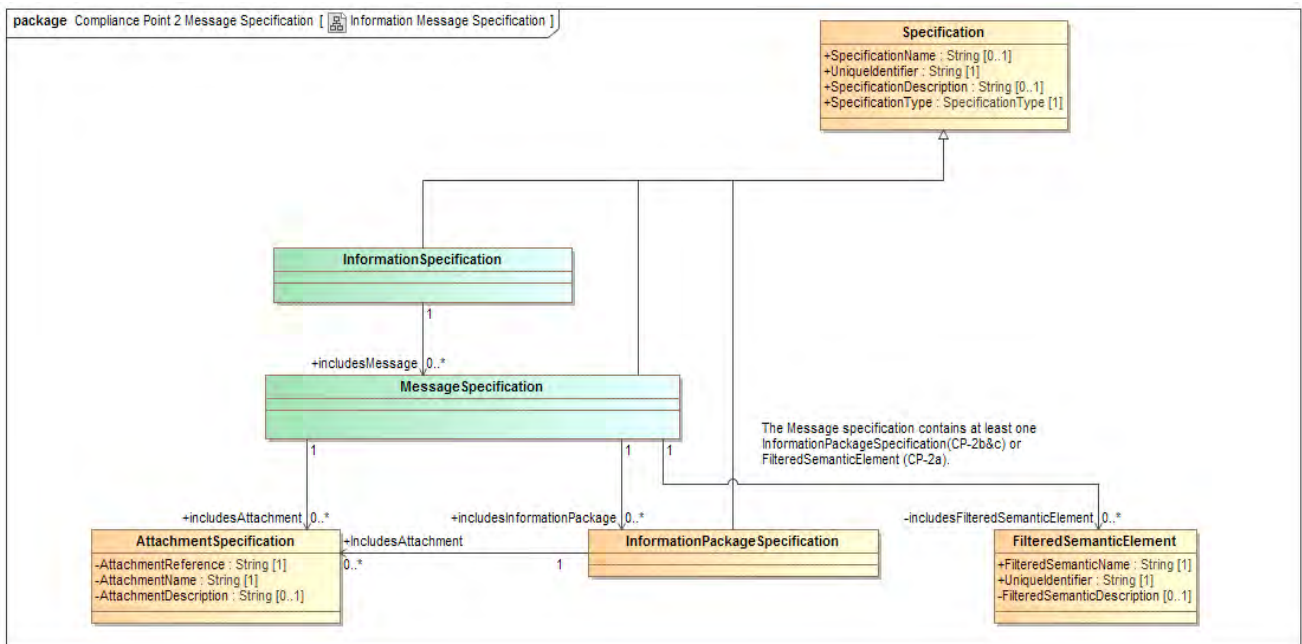 package Compliance Point 2 Message Specification [ Information Message Specification ]
Specification
+SpecificationName : String [0..1]
+UniqueIdentifier : String [1]
+SpecificationDescription : String [0..1]
+SpecificationType : SpecificationType [1]
InformationSpecification
1
+includesMessage 0..*
MessageSpecification
1
1
1
The Message specification contains at least one
InformationPackageSpecification(CP-2b&c) or
FilteredSemanticElement (CP-2a).
+includesAttachment 0..*
+includesInformationPackage 0..*
-includesFilteredSemanticElement 0..*
AttachmentSpecification
-AttachmentReference : String [1]
-AttachmentName : String [1]
-AttachmentDescription : String [0..1]
+IncludesAttachment
0..*
1
InformationPackageSpecification
FilteredSemanticElement
+FilteredSemanticName : String [1]
+UniqueIdentifier : String [1]
-FilteredSemanticDescription [0..1]